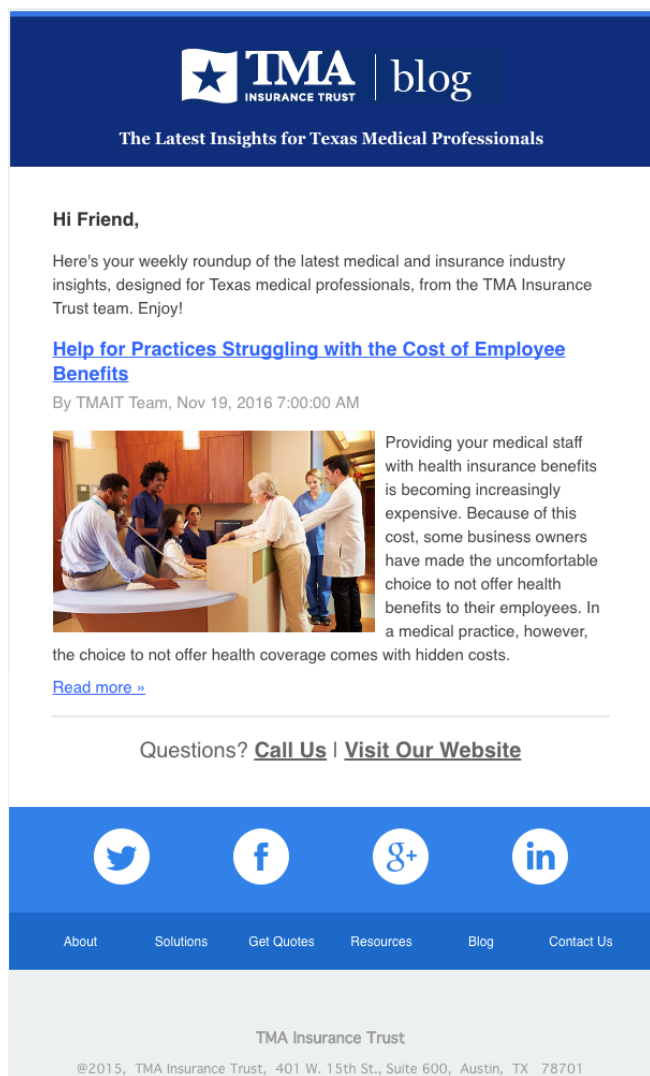 TMA
INSURANCE TRUST
blog
The Latest Insights for Texas Medical Professionals
Hi Friend,
Here's your weekly roundup of the latest medical and insurance industry
insights, designed for Texas medical professionals, from the TMA Insurance
Trust team. Enjoy!
Help for Practices Struggling with the Cost of Employee
Benefits
By TMAIT Team, Nov 19, 2016 7:00:00 AM
Providing your medical staff
with health insurance benefits
is becoming increasingly
expensive. Because of this
cost, some business owners
have made the uncomfortable
choice to not offer health
benefits to their employees. In
a medical practice, however,
the choice to not offer health coverage comes with hidden costs.
Read more »
Questions? Call Us | Visit Our Website
f g+ in
About Solutions Get Quotes Resources Blog Contact Us
TMA Insurance Trust
@2015, TMA Insurance Trust, 401 W. 15th St., Suite 600, Austin, TX 78701